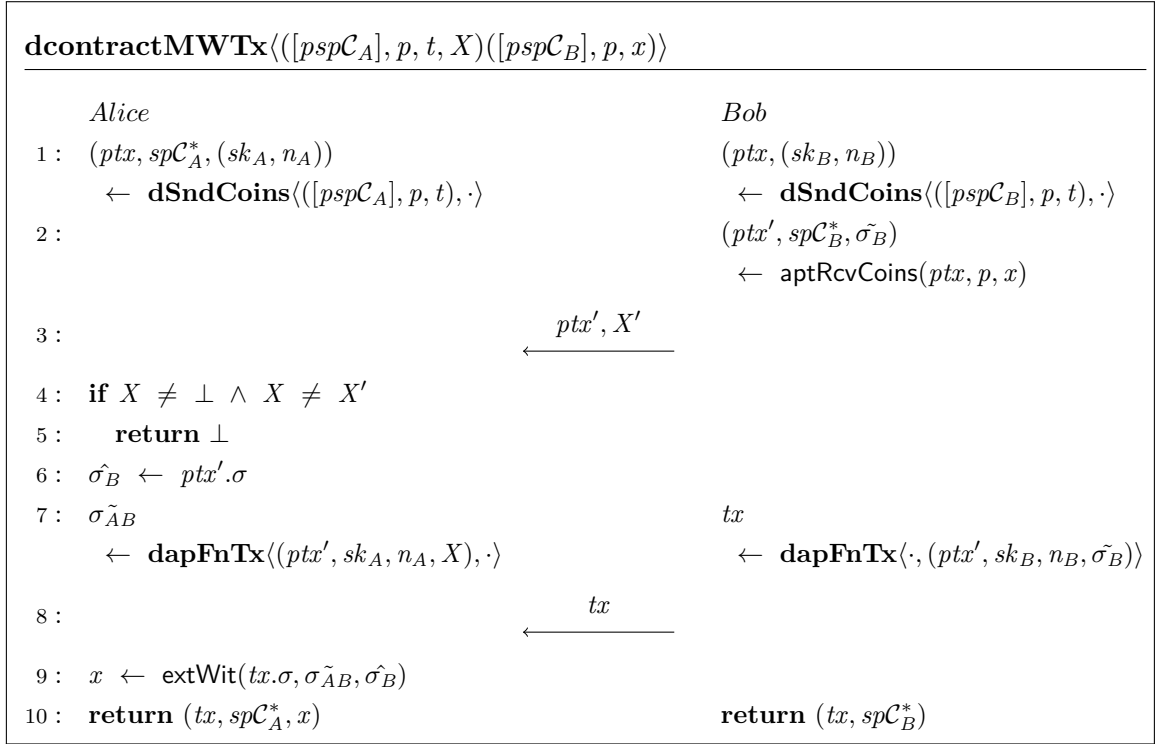 dcontractMWTx⟨([pspC_A], p, t, X)([pspC_B], p, x)⟩
Alice Bob
1 : (ptx, spC*_A, (sk_A, n_A)) (ptx, (sk_B, n_B))
← dSndCoins⟨([pspC_A], p, t), ·⟩ ← dSndCoins⟨([pspC_B], p, t), ·⟩
2 : (ptx′, spC*_B, σ̃_B)
← aptRcvCoins(ptx, p, x)
3 : ptx′, X′
4 : if X ≠ ⊥ ∧ X ≠ X′
5 : return ⊥
6 : σ̂_B ← ptx′.σ
7 : σ̃_AB tx
← dapFnTx⟨(ptx′, sk_A, n_A, X), ·⟩ ← dapFnTx⟨·, (ptx′, sk_B, n_B, σ̃_B)⟩
8 : tx
9 : x ← extWit(tx.σ, σ̃_AB, σ̂_B)
10 : return (tx, spC*_A, x) return (tx, spC*_B)